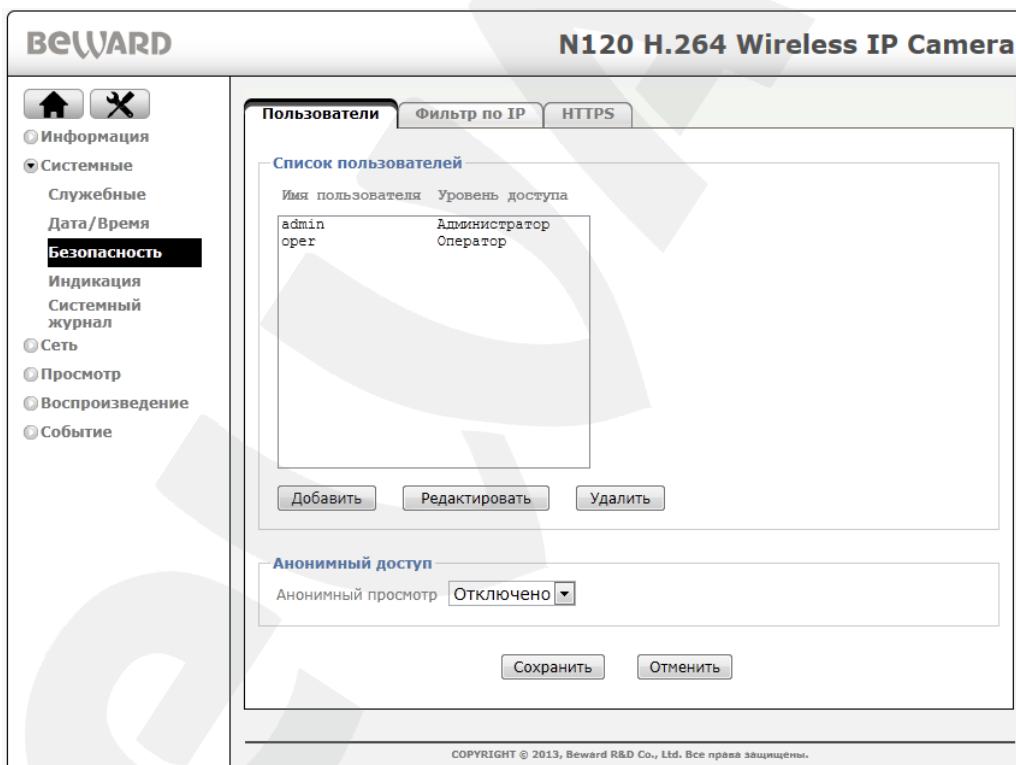 BEWARD
N120 H.264 Wireless IP Camera
Информация
Системные
Служебные
Дата/Время
Безопасность
Индикация
Системный
журнал
Сеть
Просмотр
Воспроизведение
Событие
Пользователи Фильтр по IP HTTPS
Список пользователей
Имя пользователя Уровень доступа
admin Администратор
oper Оператор
Добавить Редактировать Удалить
Анонимный доступ
Анонимный просмотр Отключено
Сохранить Отменить
COPYRIGHT © 2013, Beward R&D Co., Ltd. Все права защищены.